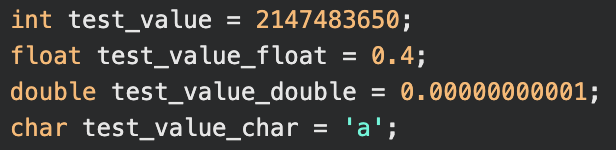 int test_value = 2147483650;
float test_value_float = 0.4;
double test_value_double = 0.00000000001;
char test_value_char = 'a';